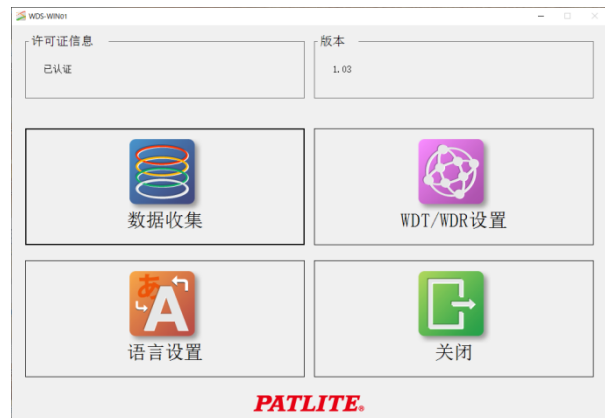 WDS-WIN01
许可证信息
已认证
版本
1.03
数据收集
WDT/WDR设置
あ
A
语言设置
关闭
PATLITE®